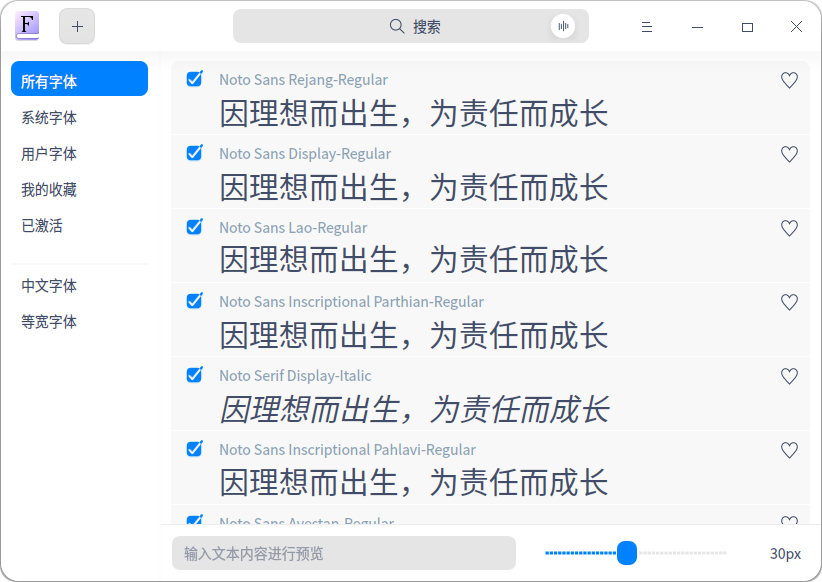 F
搜索
所有字体
系统字体
用户字体
我的收藏
已激活
中文字体
等宽字体
Noto Sans Rejang-Regular
因理想而出生，为责任而成长
Noto Sans Display-Regular
因理想而出生，为责任而成长
Noto Sans Lao-Regular
因理想而出生，为责任而成长
Noto Sans Inscriptional Parthian-Regular
因理想而出生，为责任而成长
Noto Serif Display-Italic
因理想而出生，为责任而成长
Noto Sans Inscriptional Pahlavi-Regular
因理想而出生，为责任而成长
Noto Sans Avestan-Regular
输入文本内容进行预览
30px